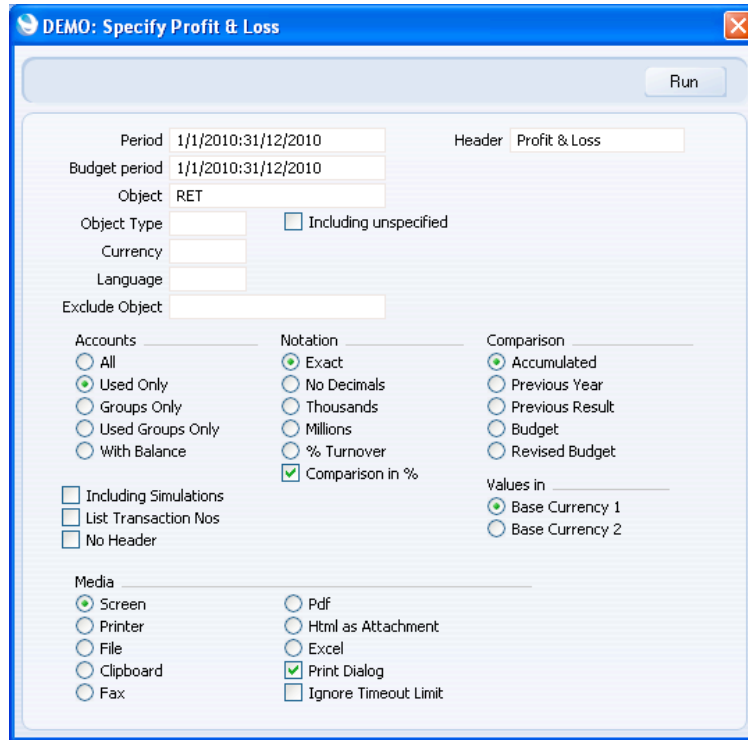 DEMO: Specify Profit & Loss
Run
Period 1/1/2010:31/12/2010 Header Profit & Loss
Budget period 1/1/2010:31/12/2010
Object RET
Object Type Including unspecified
Currency
Language
Exclude Object
Accounts Notation Comparison
All Exact Accumulated
Used Only No Decimals Previous Year
Groups Only Thousands Previous Result
Used Groups Only Millions Budget
With Balance % Turnover Revised Budget
Comparison in %
Values in
Including Simulations Base Currency 1
List Transaction Nos Base Currency 2
No Header
Media
Screen Pdf
Printer Html as Attachment
File Excel
Clipboard Print Dialog
Fax Ignore Timeout Limit